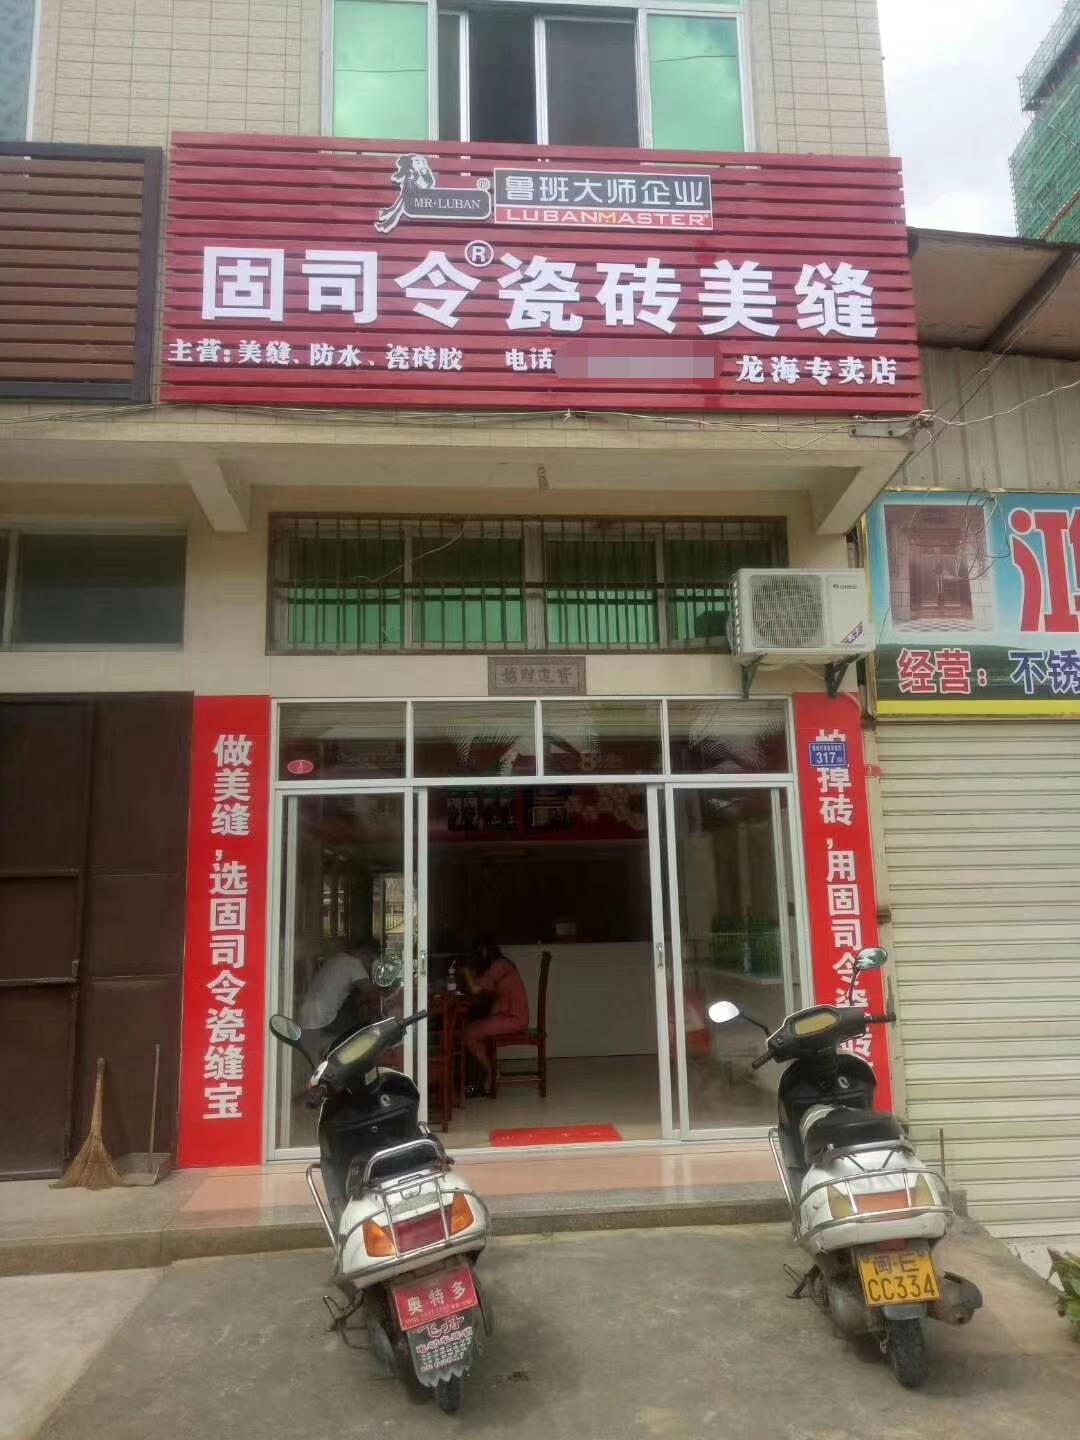 MR·LUBAN®
鲁班大师企业
LUBANMASTER®
固司令®瓷砖美缝
主营:美缝、防水、瓷砖胶 电话 龙海专卖店
经营:不锈
招财进宝
做美缝,选固司令瓷缝宝
掉砖,用固司令瓷砖
317
GREE
奥特多
闽·E
CC334